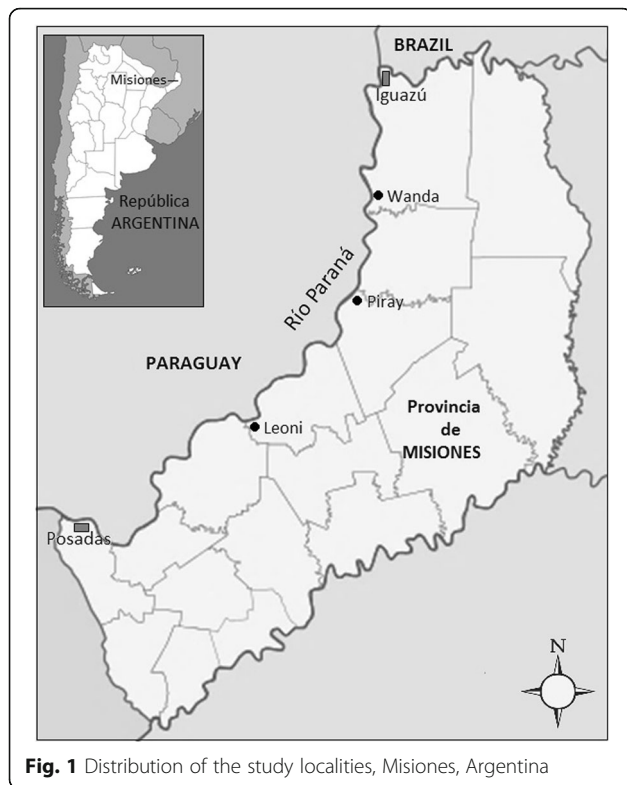 BRAZIL
Misiones
Iguazú
República
ARGENTINA
Wanda
Río Paraná
Piray
PARAGUAY
Provincia
de
MISIONES
Leoni
Posadas
N
Fig. 1 Distribution of the study localities, Misiones, Argentina